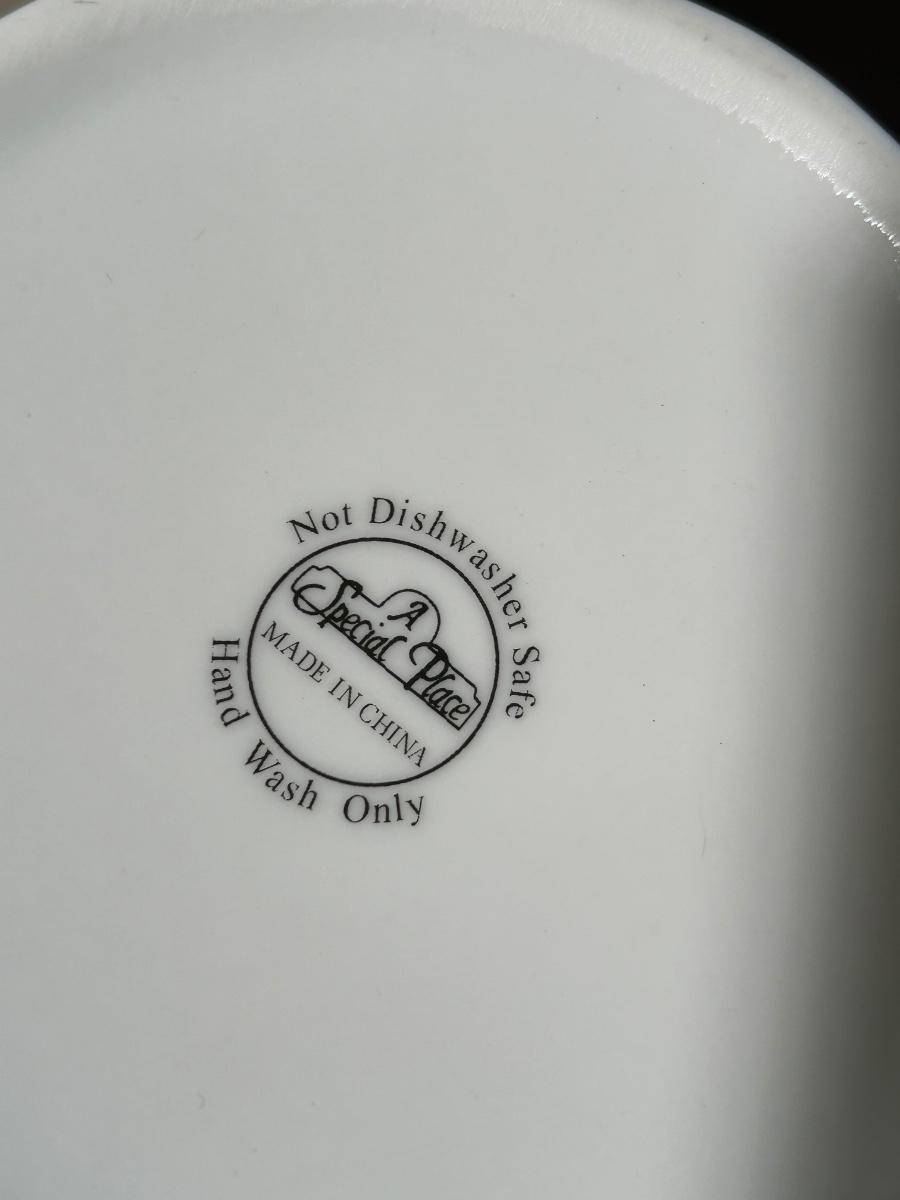 Not Dishwasher Safe
A
Special Place
MADE IN CHINA
Hand Wash Only